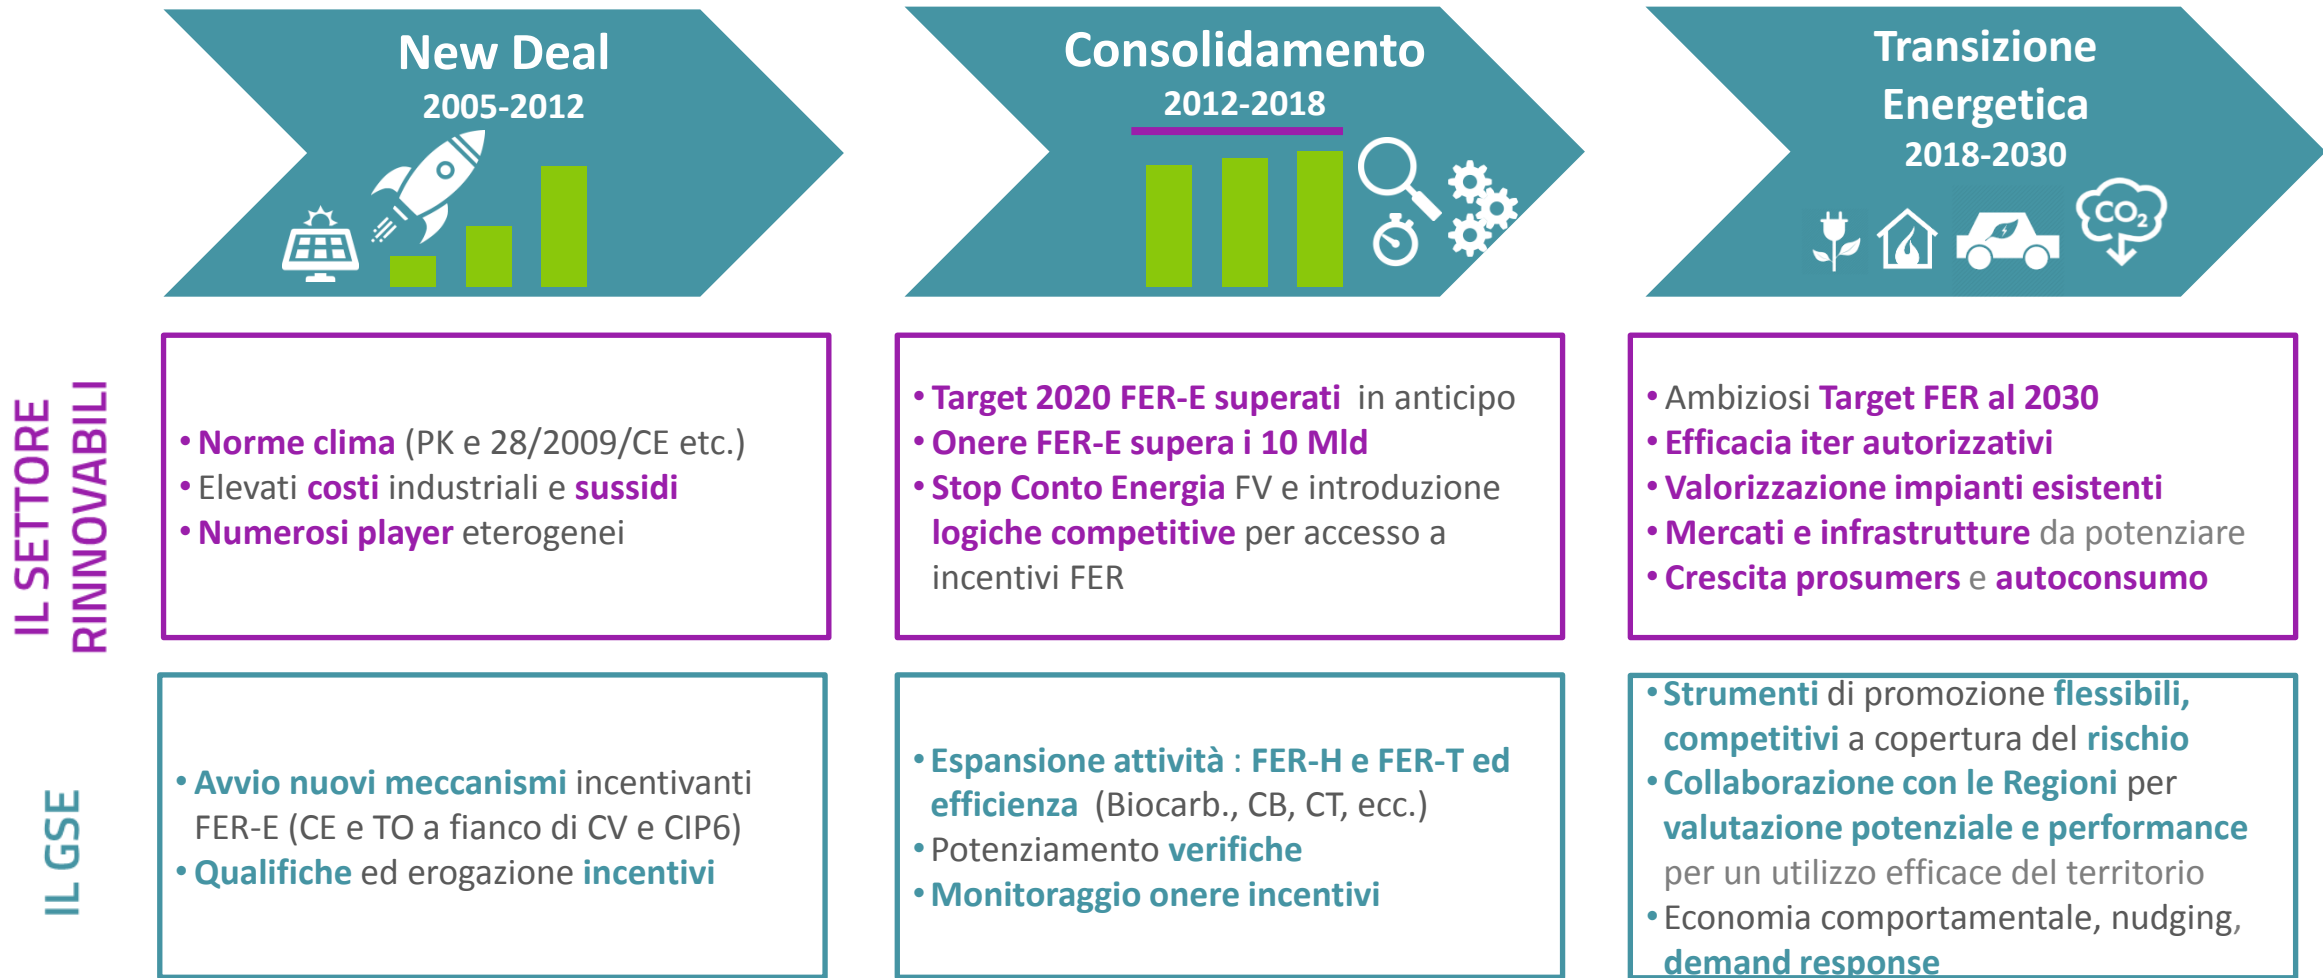 New Deal
2005-2012
Consolidamento
2012-2018
Transizione
Energetica
2018-2030
CO2
IL SETTORE
RINNOVABILI
• Norme clima (PK e 28/2009/CE etc.)
• Elevati costi industriali e sussidi
• Numerosi player eterogenei
• Target 2020 FER-E superati in anticipo
• Onere FER-E supera i 10 Mld
• Stop Conto Energia FV e introduzione
logiche competitive per accesso a
incentivi FER
• Ambiziosi Target FER al 2030
• Efficacia iter autorizzativi
• Valorizzazione impianti esistenti
• Mercati e infrastrutture da potenziare
• Crescita prosumers e autoconsumo
IL GSE
• Avvio nuovi meccanismi incentivanti
FER-E (CE e TO a fianco di CV e CIP6)
• Qualifiche ed erogazione incentivi
• Espansione attività : FER-H e FER-T ed
efficienza (Biocarb., CB, CT, ecc.)
• Potenziamento verifiche
• Monitoraggio onere incentivi
• Strumenti di promozione flessibili,
competitivi a copertura del rischio
• Collaborazione con le Regioni per
valutazione potenziale e performance
per un utilizzo efficace del territorio
• Economia comportamentale, nudging,
demand response